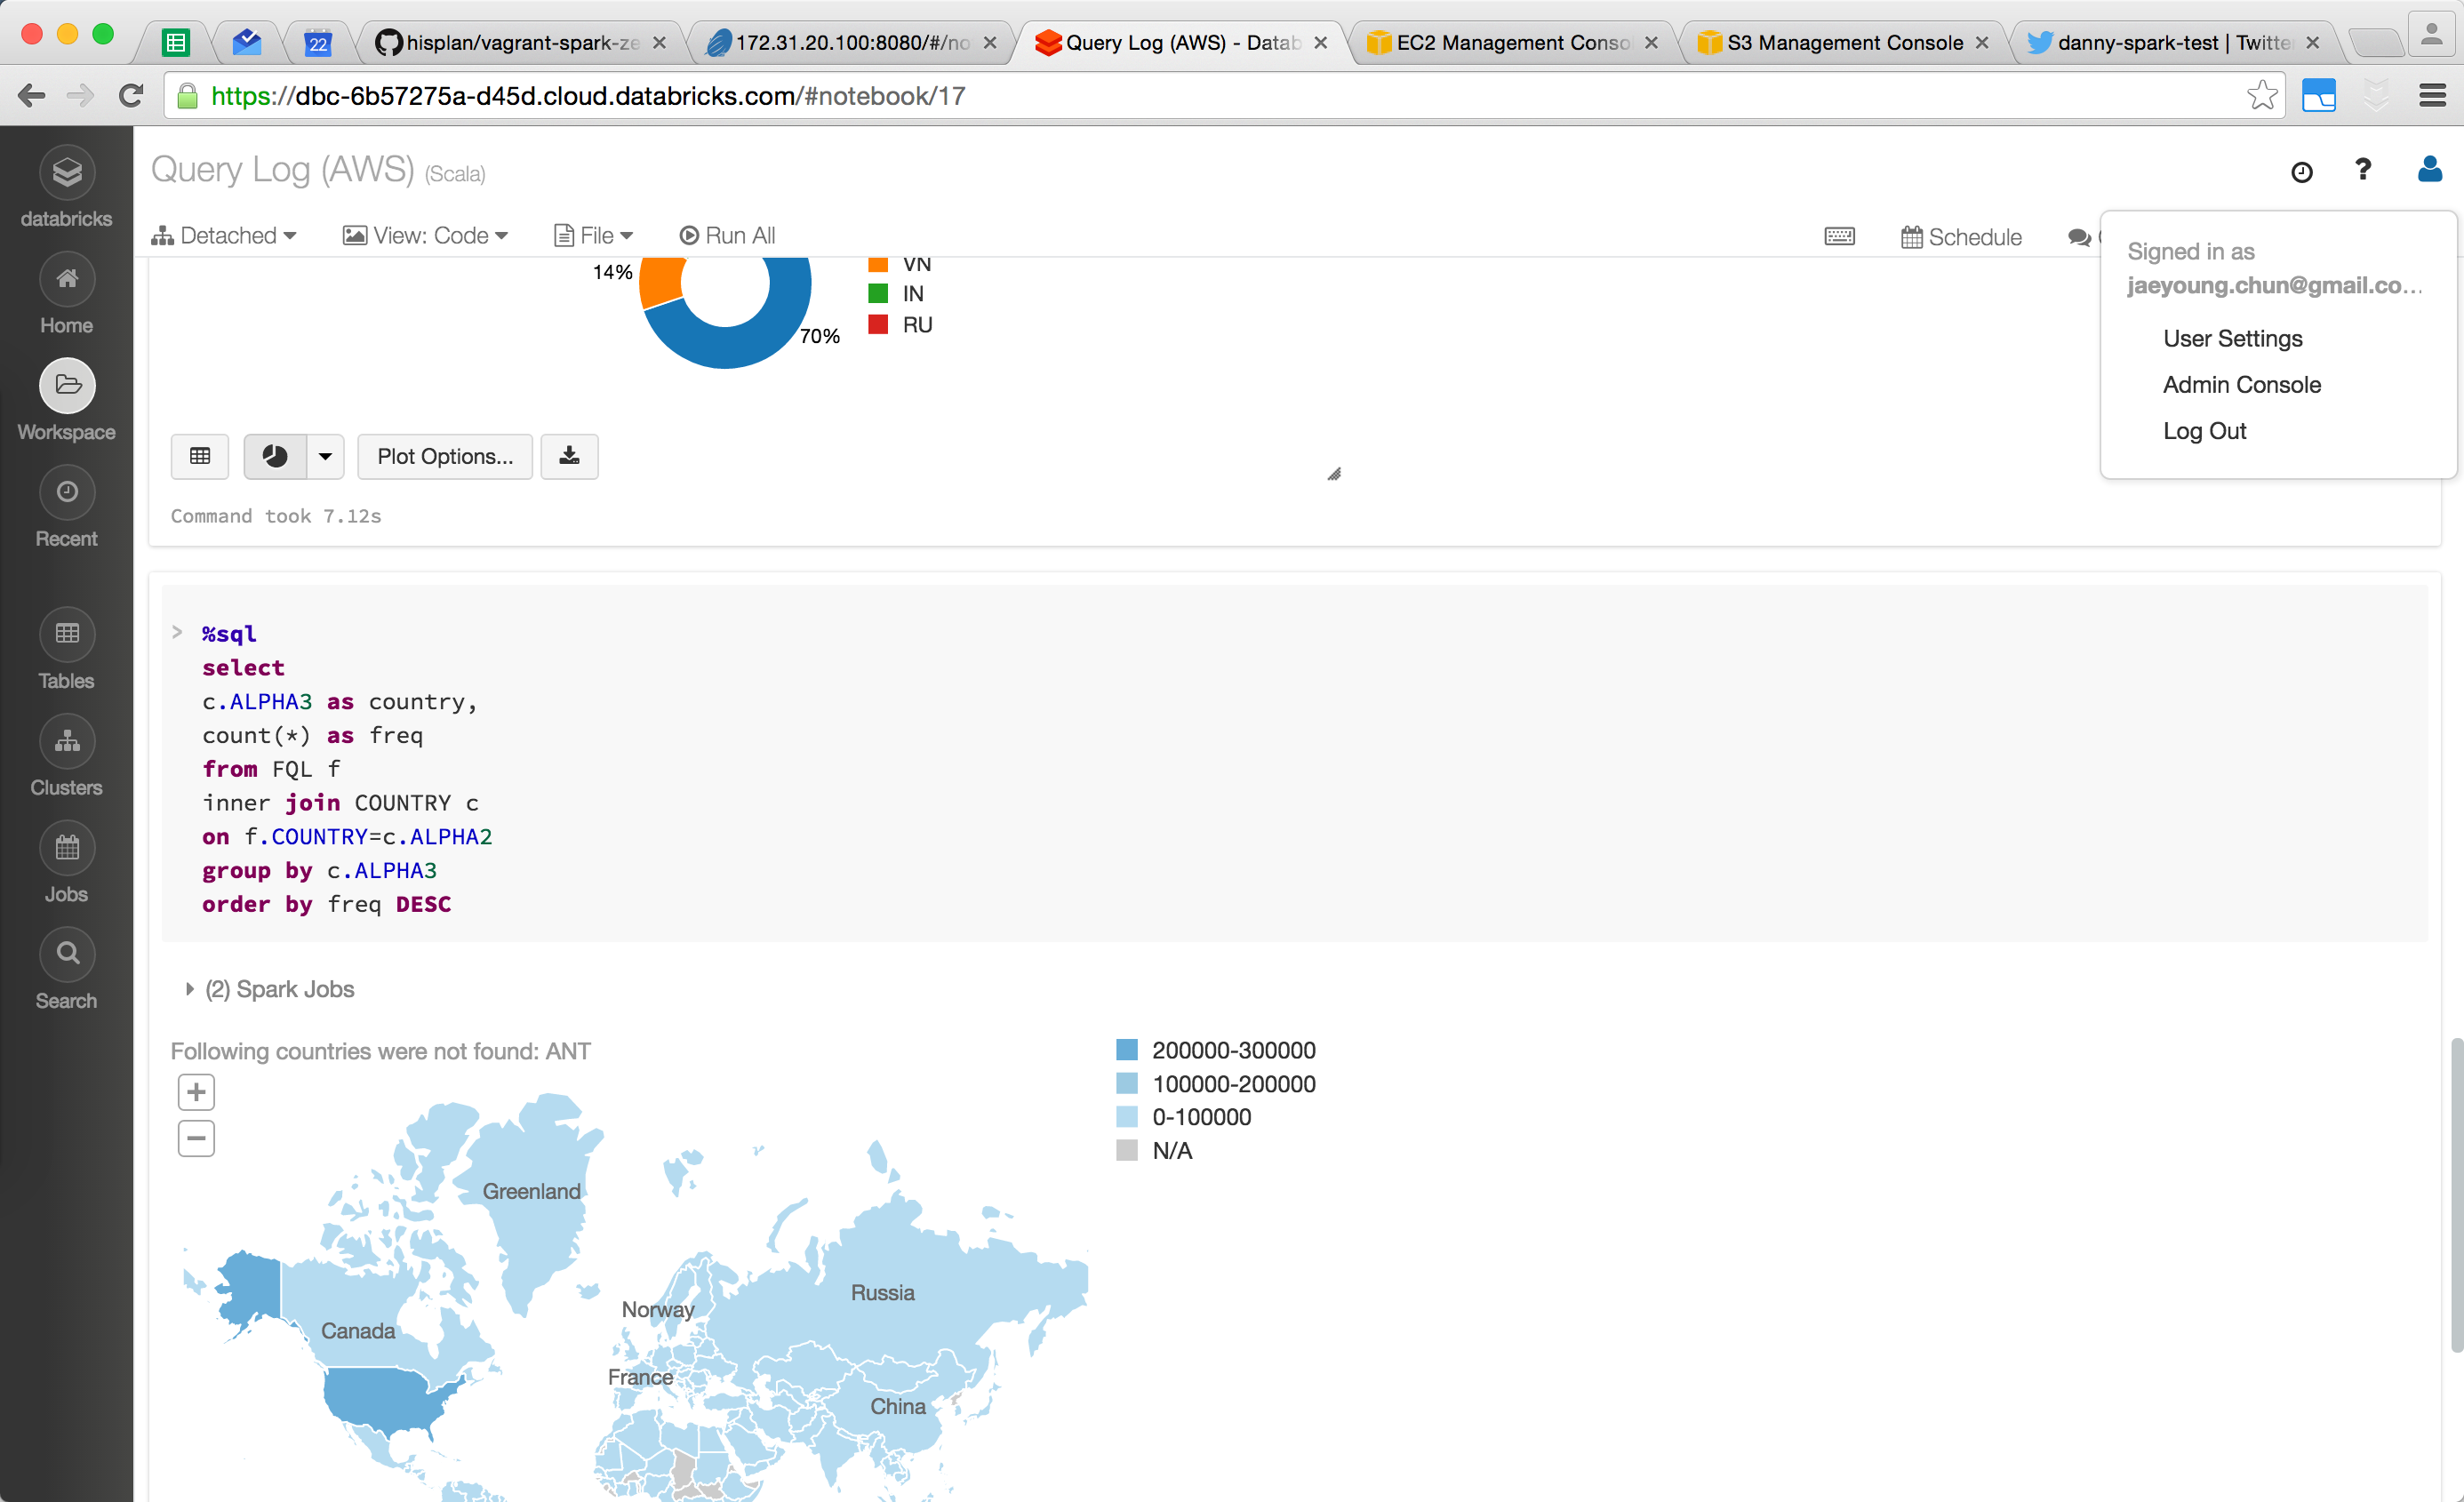 22
hisplan/vagrant-spark-ze
172.31.20.100:8080/#/no
Query Log (AWS) - Datab
EC2 Management Conso
S3 Management Console
danny-spark-test | Twitte
https://dbc-6b57275a-d45d.cloud.databricks.com/#notebook/17
databricks
Home
Workspace
Recent
Tables
Clusters
Jobs
Search
Query Log (AWS) (Scala)
?
Detached
View: Code
File
Run All
Schedule
Signed in as
jaeyoung.chun@gmail.co...
User Settings
Admin Console
Log Out
14%
70%
VN
IN
RU
Plot Options...
Command took 7.12s
> %sql
select
c.ALPHA3 as country,
count(*) as freq
from FQL f
inner join COUNTRY c
on f.COUNTRY=c.ALPHA2
group by c.ALPHA3
order by freq DESC
(2) Spark Jobs
Following countries were not found: ANT
+
−
200000-300000
100000-200000
0-100000
N/A
Greenland
Russia
Norway
Canada
France
China